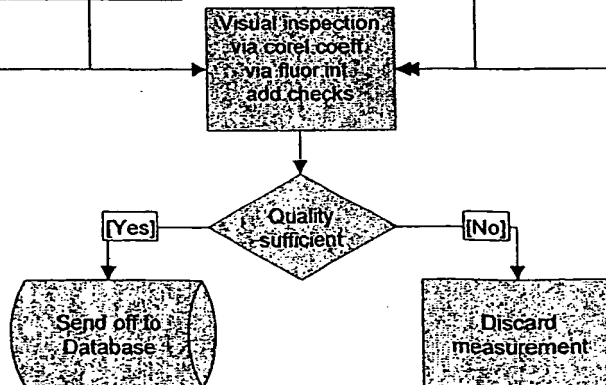 Visual inspection
via corel.coeff.
via fluor.int
add.checks
Quality
sufficient
[Yes]
[No]
Send off to
Database
Discard
measurement